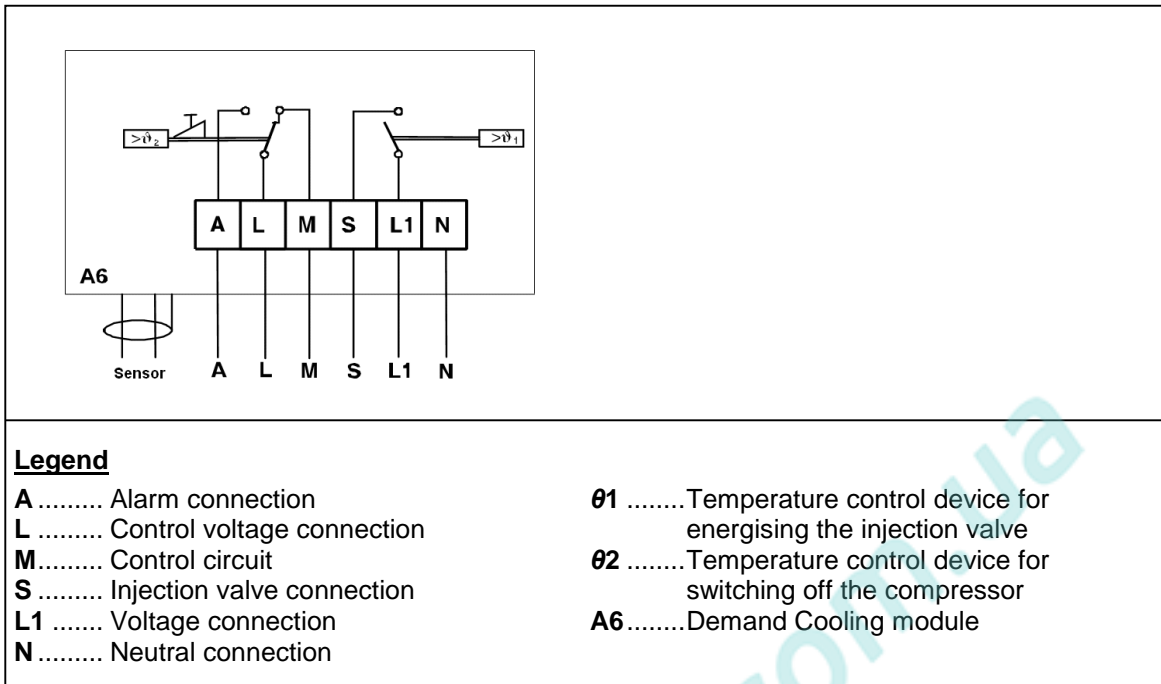 >ϑ2 >ϑ1
A L M S L1 N
A6
Sensor A L M S L1 N
Legend
A ......... Alarm connection
L ......... Control voltage connection
M ......... Control circuit
S ......... Injection valve connection
L1 ....... Voltage connection
N ......... Neutral connection
θ1 ........Temperature control device for
energising the injection valve
θ2 ........Temperature control device for
switching off the compressor
A6 ........Demand Cooling module
om.ua